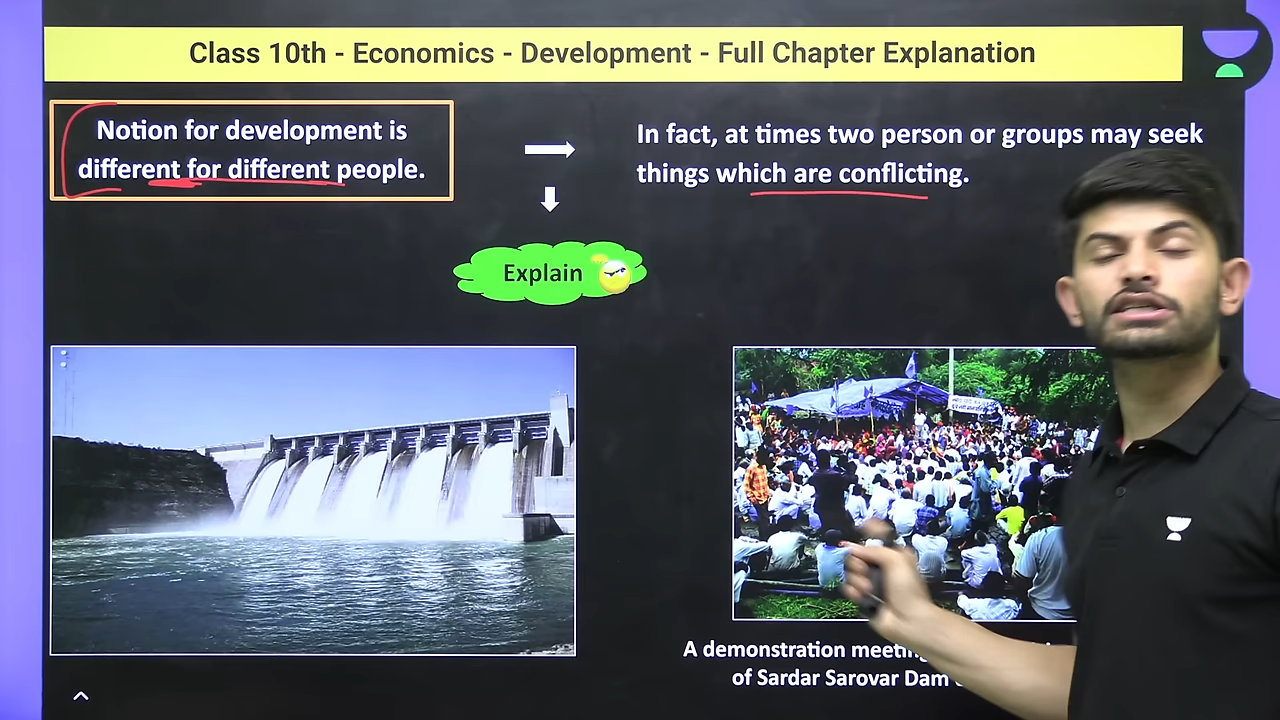 Class 10th - Economics - Development - Full Chapter Explanation
Notion for development is
different for different people.
In fact, at times two person or groups may seek
things which are conflicting.
Explain
A demonstration
of Sardar Sarovar Dam